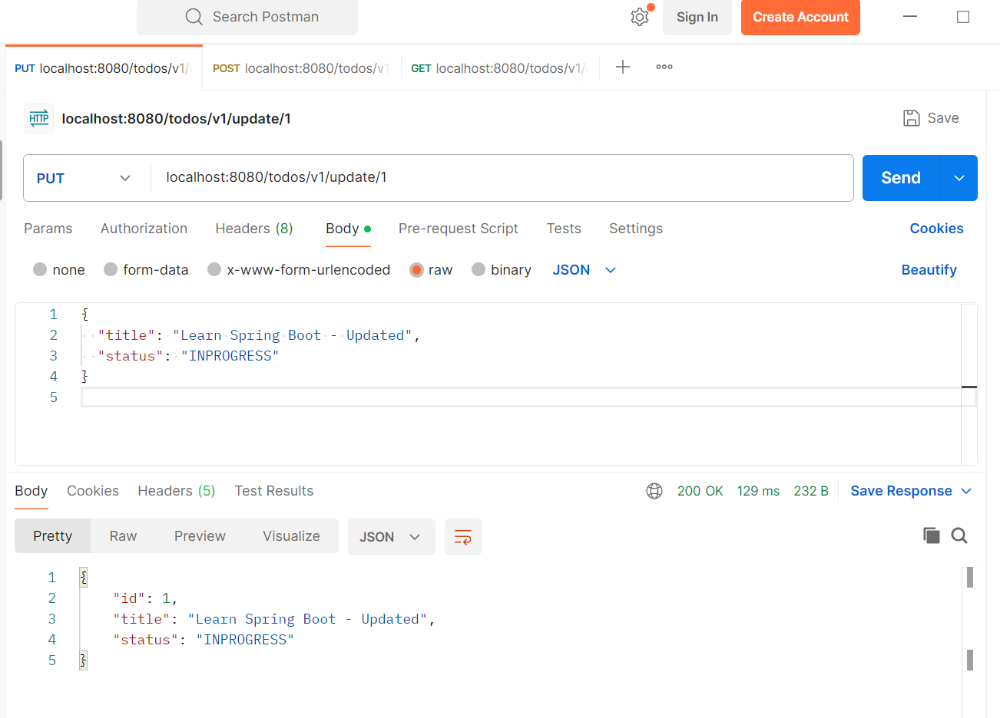 Search Postman
Sign In
Create Account
PUT localhost:8080/todos/v1/
POST localhost:8080/todos/v1
GET localhost:8080/todos/v1/
HTTP localhost:8080/todos/v1/update/1
Save
PUT localhost:8080/todos/v1/update/1
Send
Params Authorization Headers (8) Body Pre-request Script Tests Settings Cookies
none form-data x-www-form-urlencoded raw binary JSON Beautify
1 {
2 "title": "Learn Spring Boot - Updated",
3 "status": "INPROGRESS"
4 }
5
Body Cookies Headers (5) Test Results 200 OK 129 ms 232 B Save Response
Pretty Raw Preview Visualize JSON
1 {
2 "id": 1,
3 "title": "Learn Spring Boot - Updated",
4 "status": "INPROGRESS"
5 }